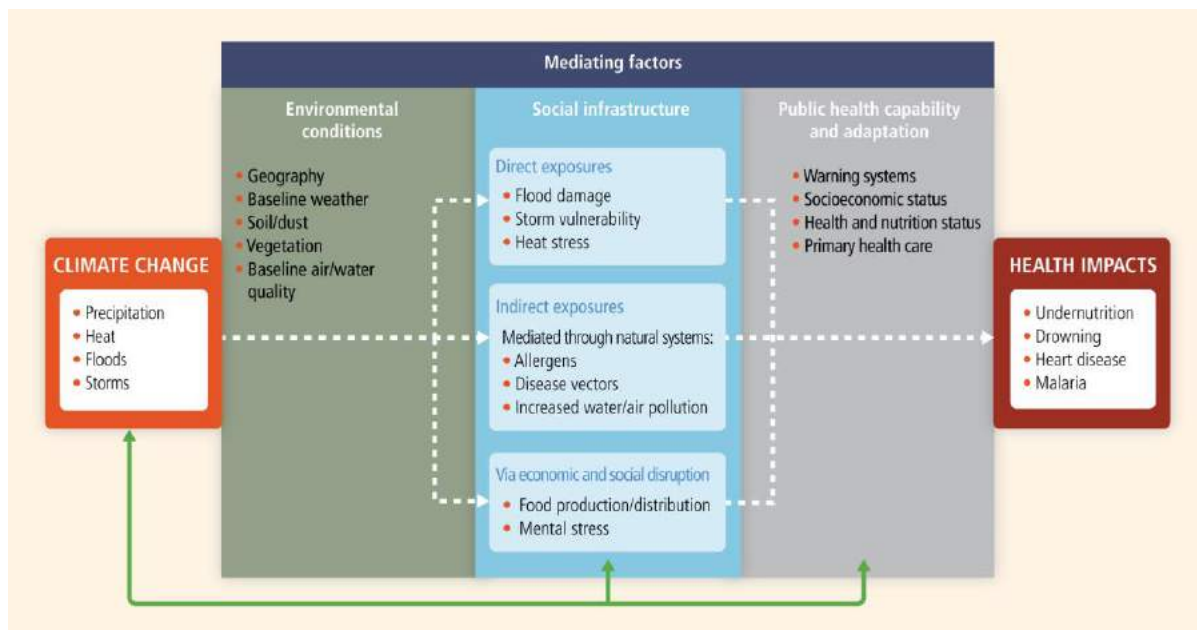 Mediating factors
Environmental
conditions
Geography
Baseline weather
Soil/dust
Vegetation
Baseline air/water
quality
Social infrastructure
Direct exposures
Flood damage
Storm vulnerability
Heat stress
Indirect exposures
Mediated through natural systems:
Allergens
Disease vectors
Increased water/air pollution
Via economic and social disruption
Food production/distribution
Mental stress
Public health capability
and adaptation
Warning systems
Socioeconomic status
Health and nutrition status
Primary health care
CLIMATE CHANGE
Precipitation
Heat
Floods
Storms
HEALTH IMPACTS
Undernutrition
Drowning
Heart disease
Malaria